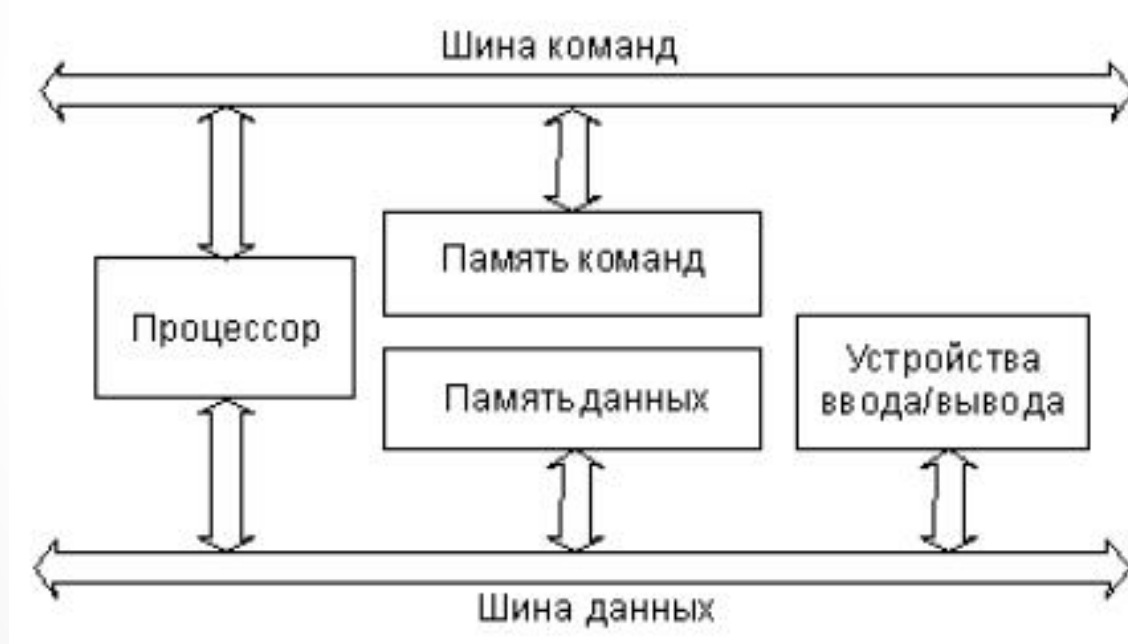 Шина команд
Память команд
Процессор
Устройства
ввода/вывода
Память данных
Шина данных